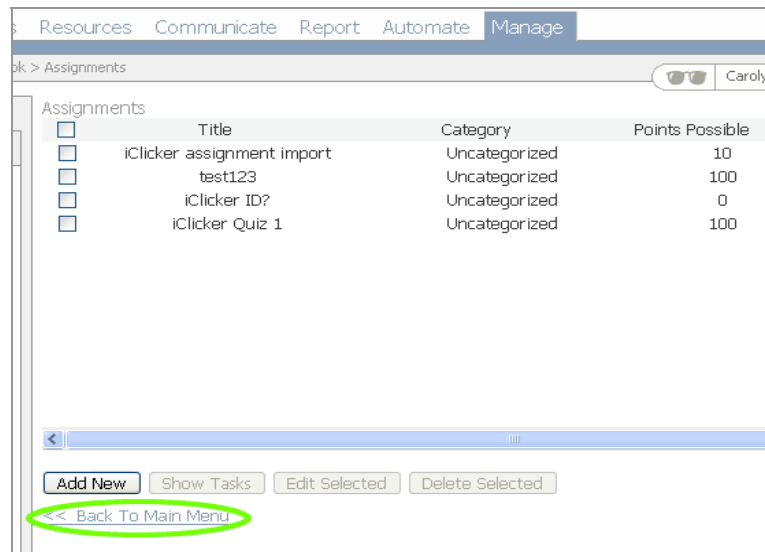 s Resources Communicate Report Automate Manage
ok > Assignments
Caroly
Assignments
Title Category Points Possible
iClicker assignment import Uncategorized 10
test123 Uncategorized 100
iClicker ID? Uncategorized 0
iClicker Quiz 1 Uncategorized 100
Add New Show Tasks Edit Selected Delete Selected
<< Back To Main Menu